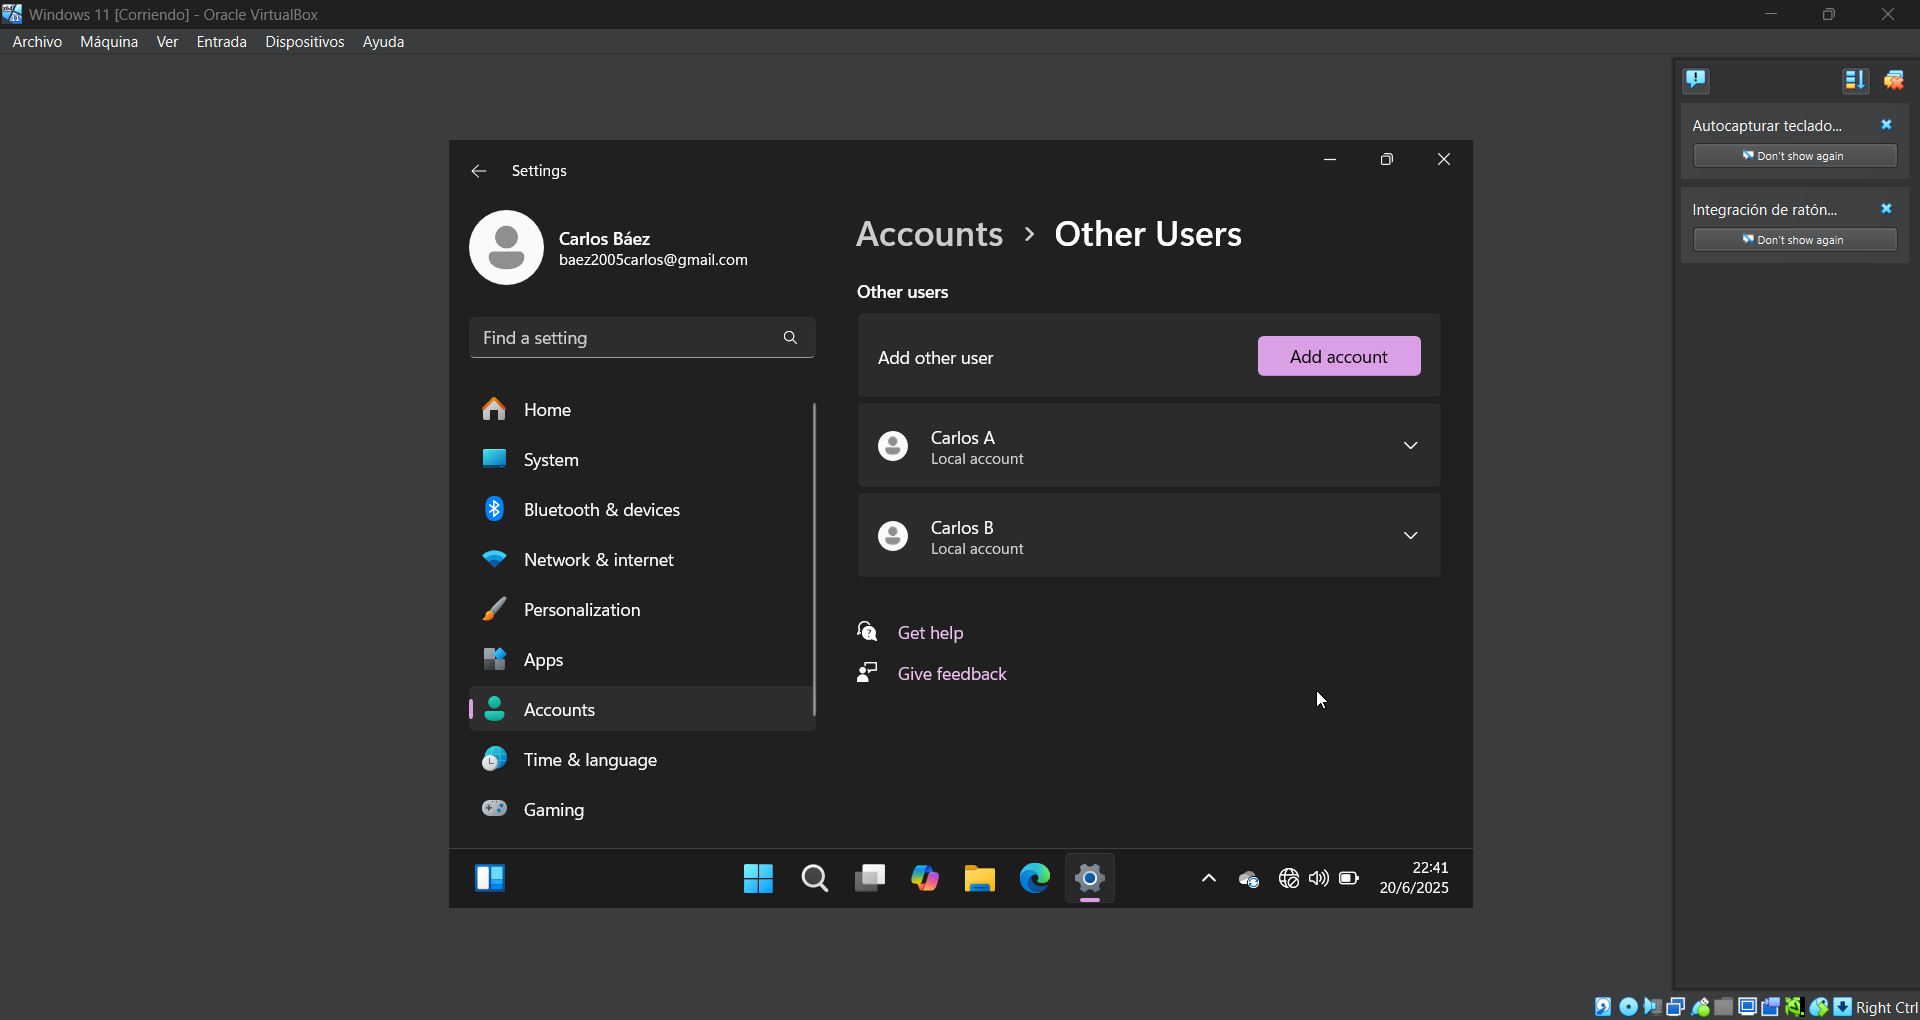 Windows 11 [Corriendo] - Oracle VirtualBox
Archivo Máquina Ver Entrada Dispositivos Ayuda
Autocapturar teclado...
Don't show again
Integración de ratón...
Don't show again
Settings
Carlos Báez
baez2005carlos@gmail.com
Find a setting
Home
System
Bluetooth & devices
Network & internet
Personalization
Apps
Accounts
Time & language
Gaming
Accounts > Other Users
Other users
Add other user Add account
Carlos A
Local account
Carlos B
Local account
Get help
Give feedback
22:41
20/6/2025
Right Ctrl